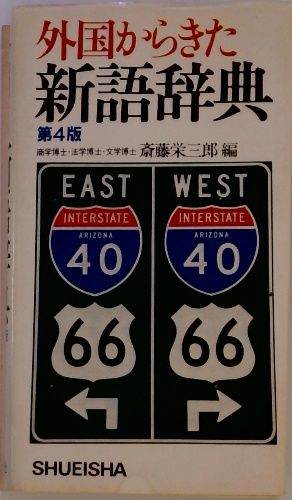 外国からきた
新語辞典
第4版
商学博士・法学博士・文学博士 斎藤栄三郎 編
EAST WEST
INTERSTATE INTERSTATE
ARIZONA ARIZONA
40 40
66 66
SHUEISHA